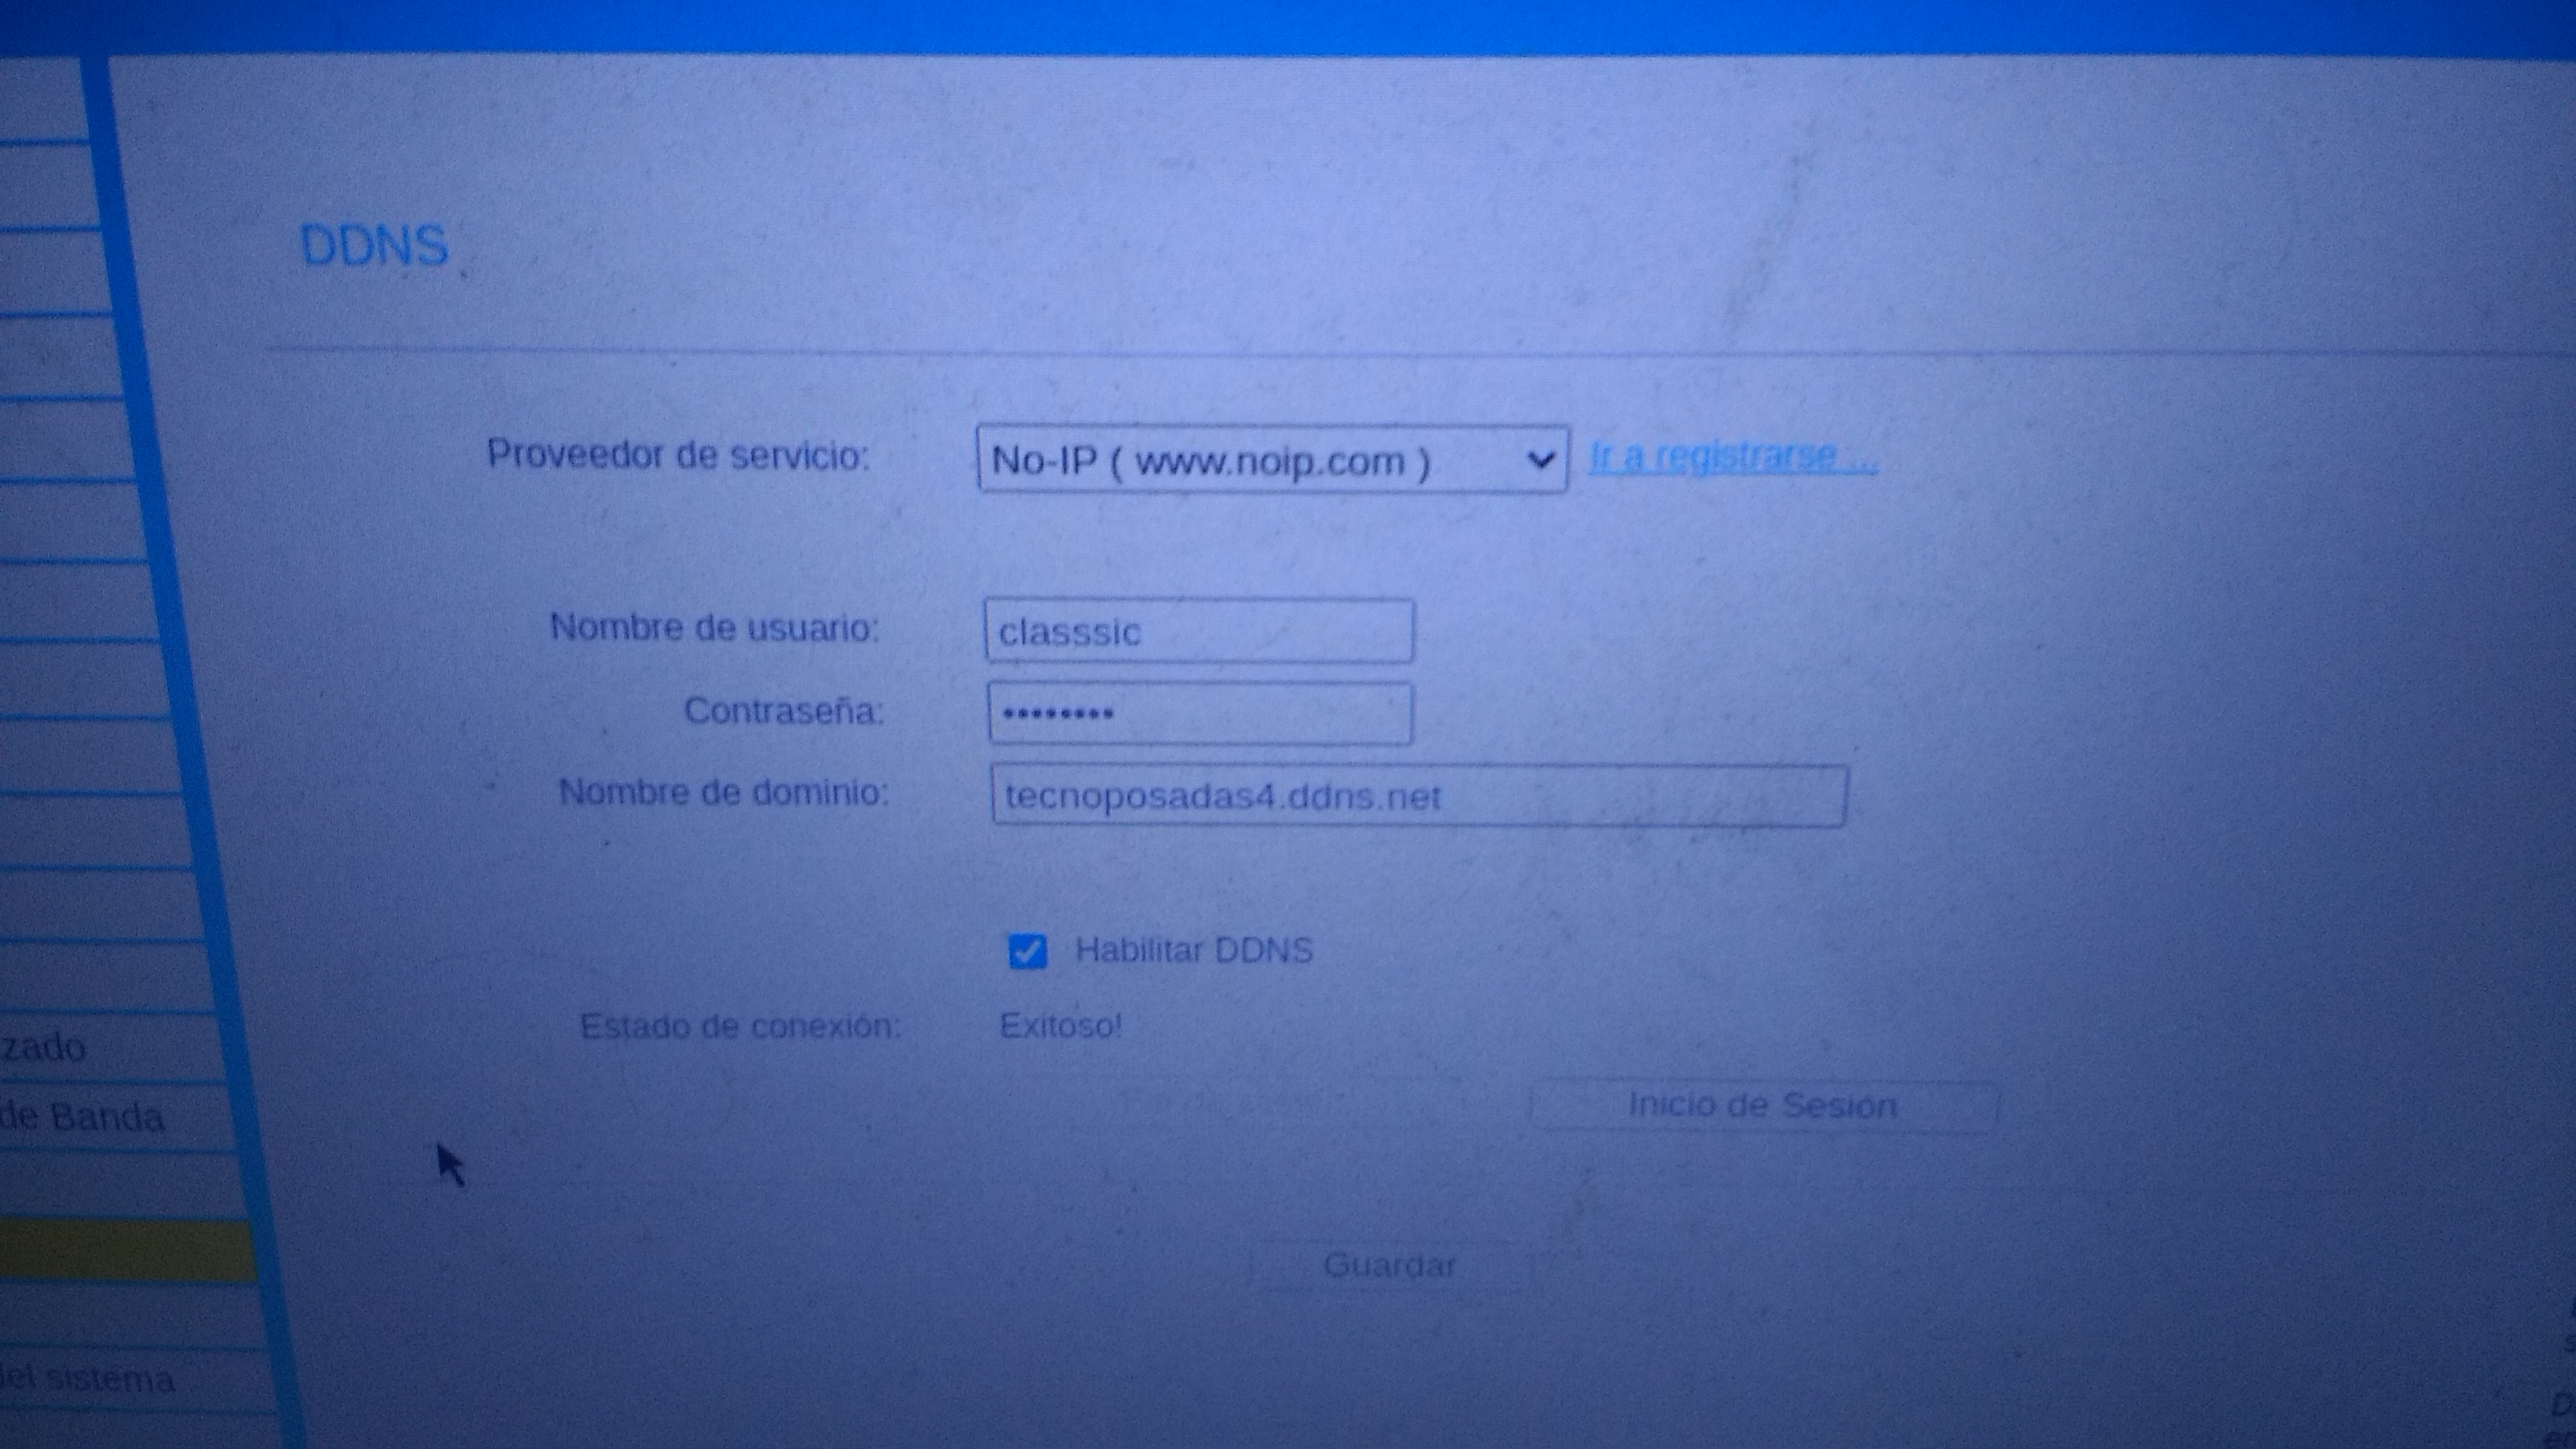 DDNS
Proveedor de servicio: No-IP ( www.noip.com ) Ir a registrarse ...
Nombre de usuario: classsic
Contraseña: ••••••••
Nombre de dominio: tecnoposadas4.ddns.net
Habilitar DDNS
Estado de conexión: Exitoso!
zado
Inicio de Sesión
de Banda
Guardar
del sistema